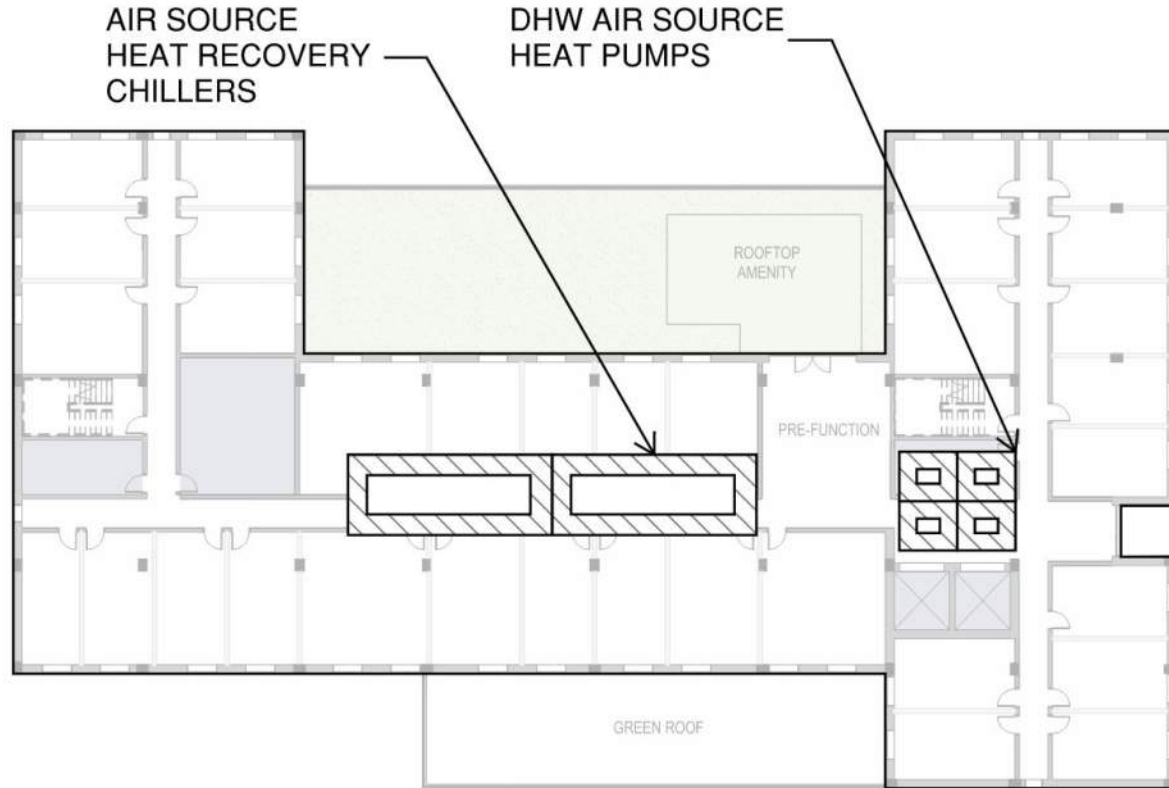 AIR SOURCE
HEAT RECOVERY
CHILLERS
DHW AIR SOURCE
HEAT PUMPS
ROOFTOP
AMENITY
PRE-FUNCTION
GREEN ROOF